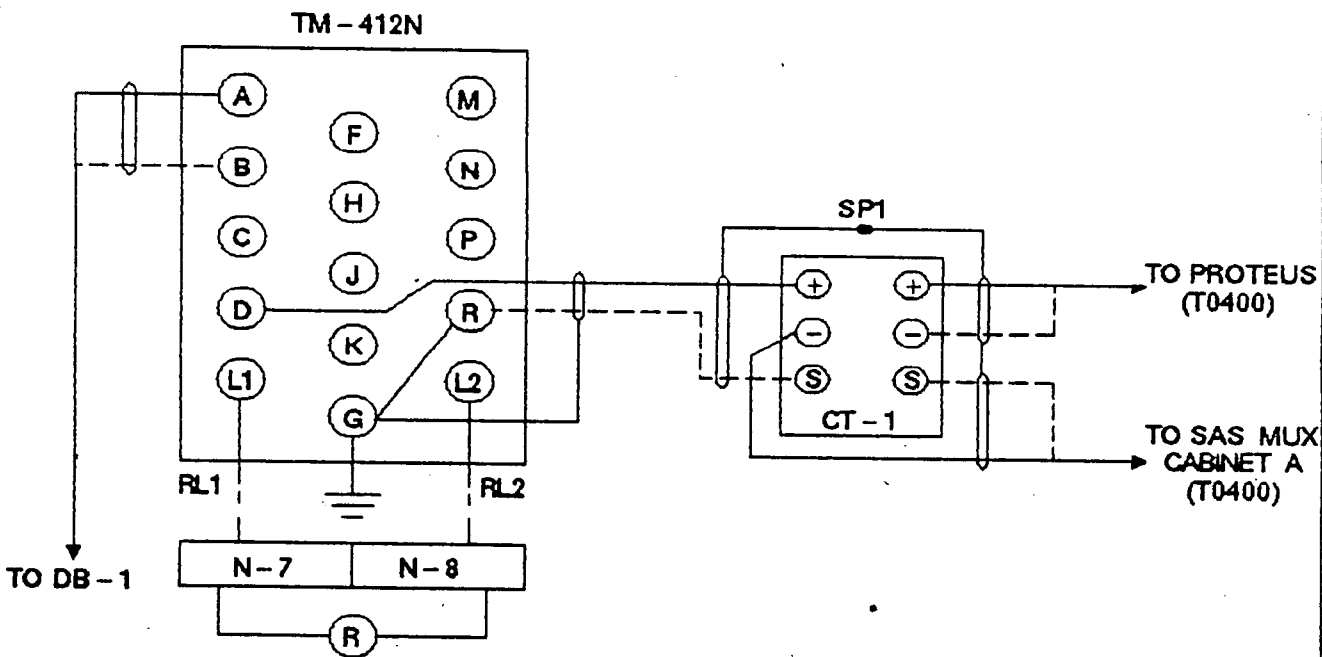 TM-412N
A
M
F
B
N
H
SP1
C
P
J
+
+
TO PROTEUS
(T0400)
D
R
-
-
K
L1
L2
S
S
G
CT-1
TO SAS MUX
CABINET A
(T0400)
RL1
RL2
N-7
N-8
TO DB-1
R